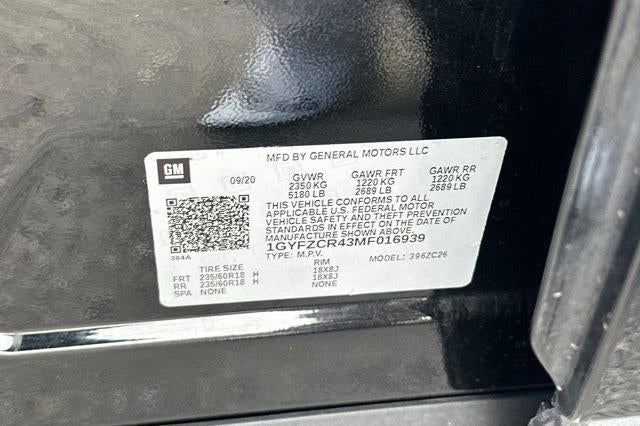 MFD BY GENERAL MOTORS LLC
GM
09/20 GVWR GAWR FRT GAWR RR
2350 KG 1220 KG 1220 KG
5180 LB 2689 LB 2689 LB
THIS VEHICLE CONFORMS TO ALL
APPLICABLE U.S. FEDERAL MOTOR
VEHICLE SAFETY AND THEFT PREVENTION
STANDARDS IN EFFECT ON THE DATE OF
MANUFACTURE SHOWN ABOVE.
1GYFZCR43MF016939
384A TYPE: M.P.V. MODEL: 396ZC26
TIRE SIZE RIM
FRT 235/60R18 H 18X8J
RR 235/60R18 H 18X8J
SPA NONE NONE